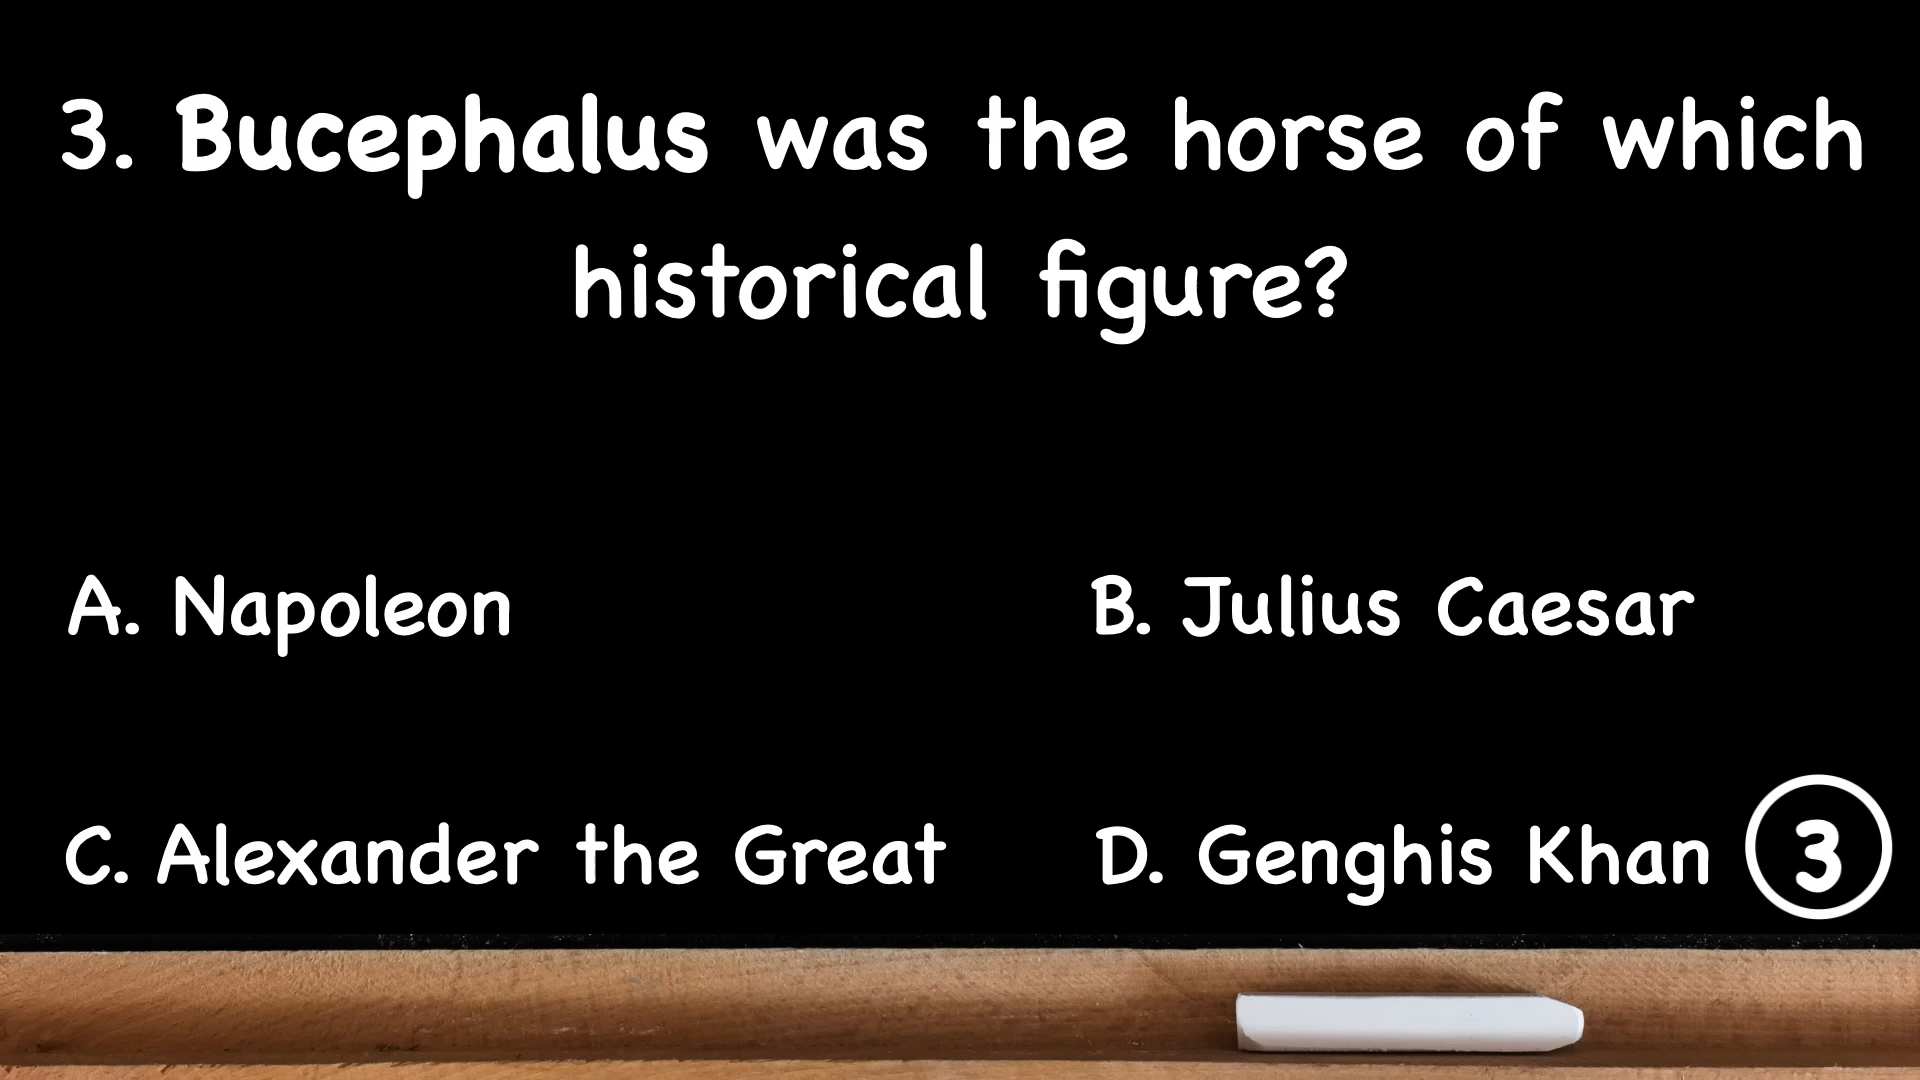 3. Bucephalus was the horse of which
historical figure?
A. Napoleon
B. Julius Caesar
C. Alexander the Great
D. Genghis Khan
3